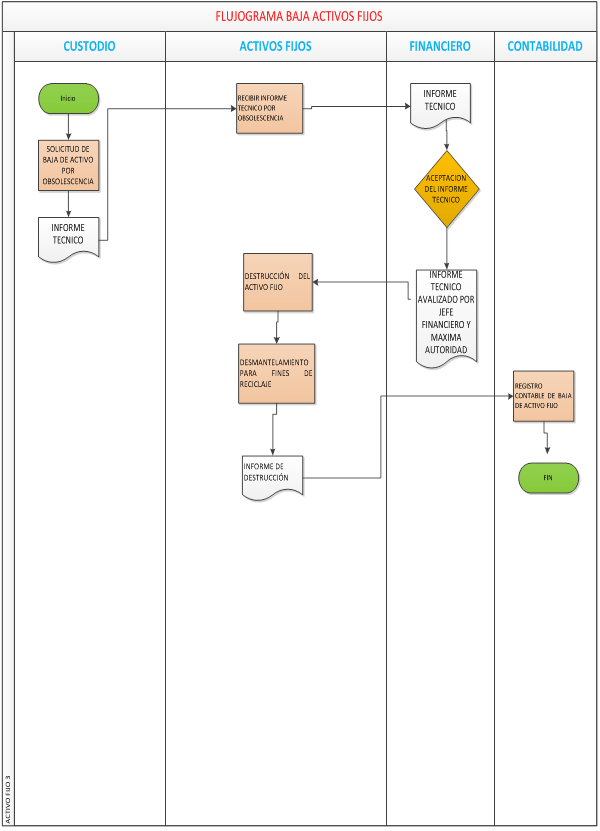 FLUJOGRAMA BAJA ACTIVOS FIJOS
CUSTODIO
ACTIVOS FIJOS
FINANCIERO
CONTABILIDAD
Inicio
SOLICITUD DE
BAJA DE ACTIVO
POR
OBSOLESCENCIA
INFORME
TECNICO
RECIBIR INFORME
TECNICO POR
OBSOLESCENCIA
INFORME
TECNICO
ACEPTACION
DEL INFORME
TECNICO
INFORME
TECNICO
AVALIZADO POR
JEFE
FINANCIERO Y
MAXIMA
AUTORIDAD
DESTRUCCIÓN DEL
ACTIVO FIJO
DESMANTELAMIENTO
PARA FINES DE
RECICLAJE
INFORME DE
DESTRUCCIÓN
REGISTRO
CONTABLE DE BAJA
DE ACTIVO FIJO
FIN
ACTIVO FIJO 3